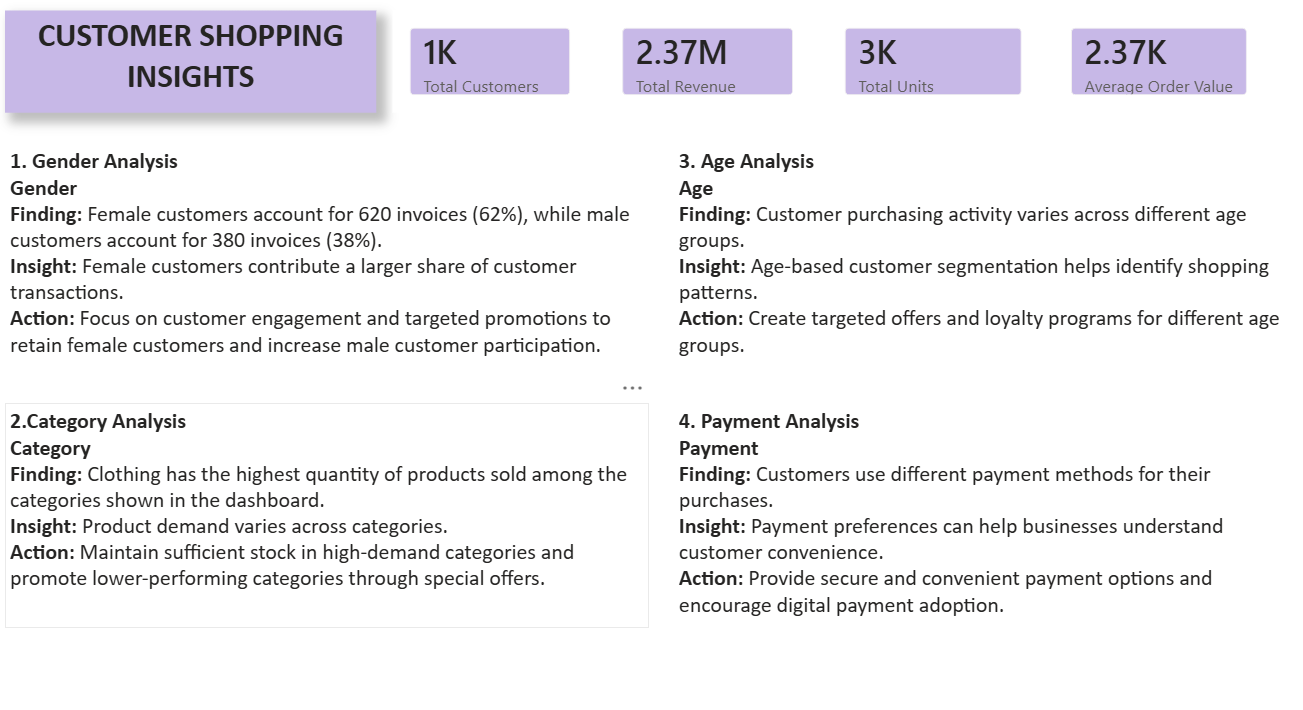 CUSTOMER SHOPPING
INSIGHTS
1K
Total Customers
2.37M
Total Revenue
3K
Total Units
2.37K
Average Order Value
1. Gender Analysis
Gender
Finding: Female customers account for 620 invoices (62%), while male
customers account for 380 invoices (38%).
Insight: Female customers contribute a larger share of customer
transactions.
Action: Focus on customer engagement and targeted promotions to
retain female customers and increase male customer participation.
2.Category Analysis
Category
Finding: Clothing has the highest quantity of products sold among the
categories shown in the dashboard.
Insight: Product demand varies across categories.
Action: Maintain sufficient stock in high-demand categories and
promote lower-performing categories through special offers.
3. Age Analysis
Age
Finding: Customer purchasing activity varies across different age
groups.
Insight: Age-based customer segmentation helps identify shopping
patterns.
Action: Create targeted offers and loyalty programs for different age
groups.
4. Payment Analysis
Payment
Finding: Customers use different payment methods for their
purchases.
Insight: Payment preferences can help businesses understand
customer convenience.
Action: Provide secure and convenient payment options and
encourage digital payment adoption.